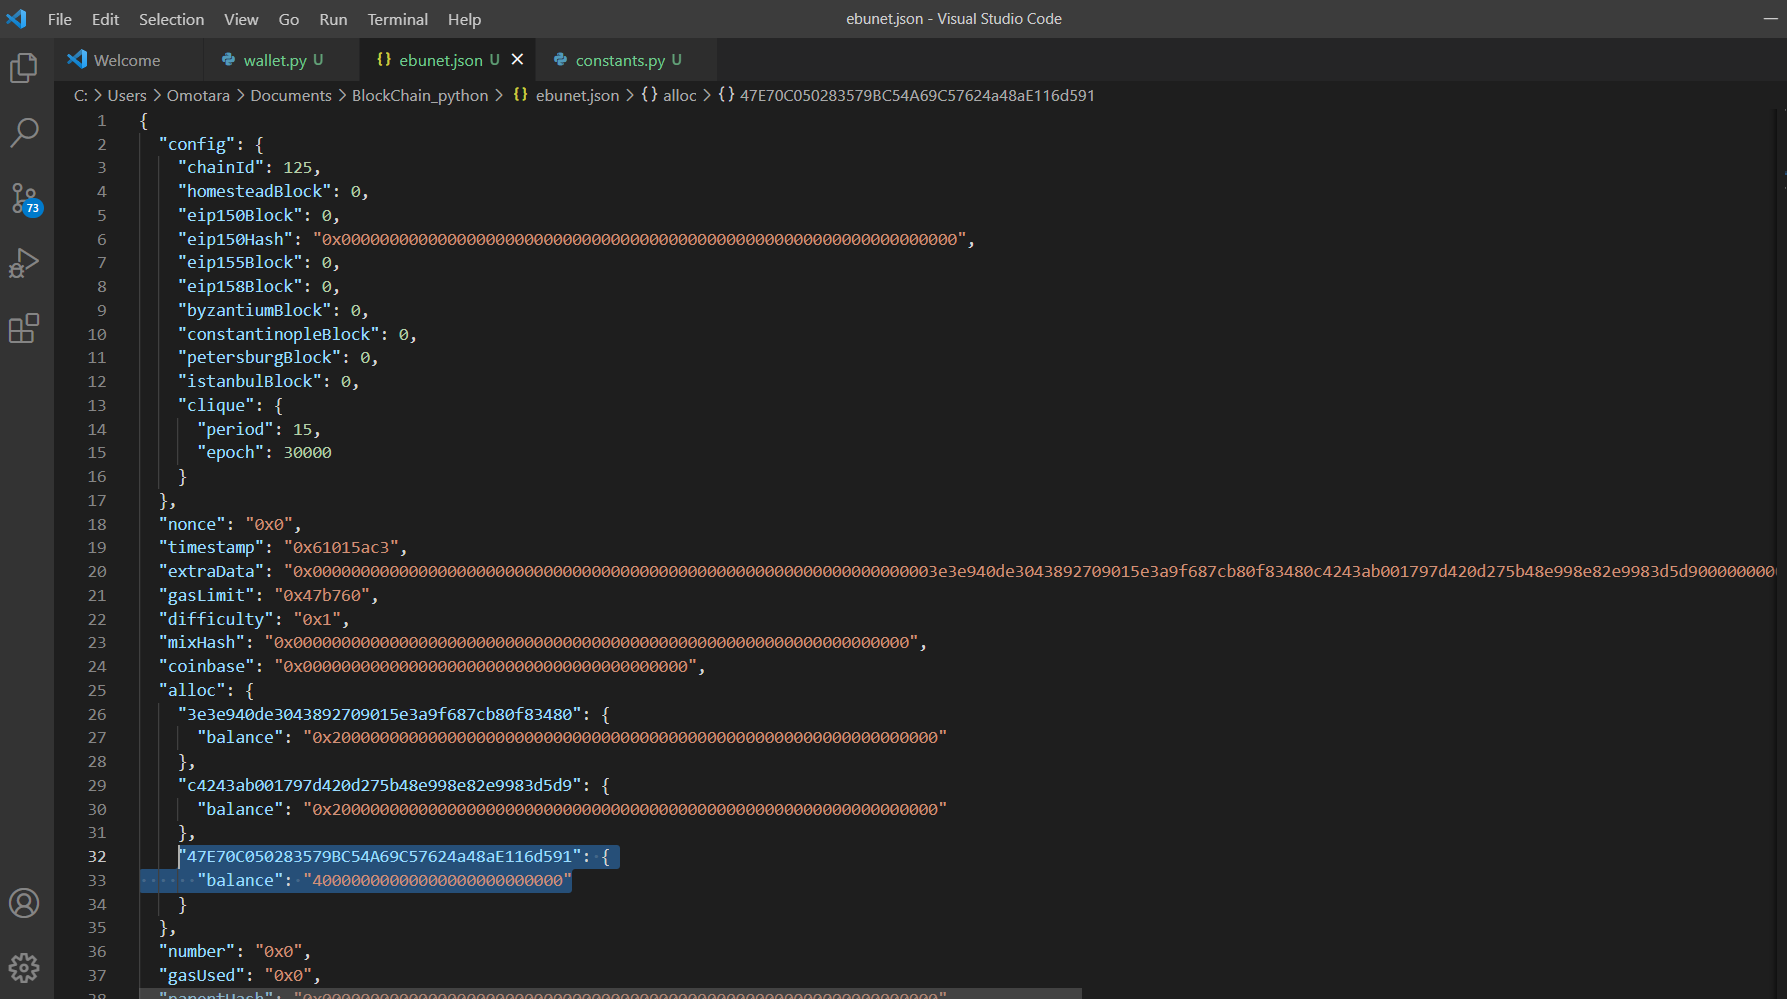 File Edit Selection View Go Run Terminal Help
ebunet.json - Visual Studio Code
Welcome
wallet.py U
{} ebunet.json U
constants.py U
C: > Users > Omotara > Documents > BlockChain_python > {} ebunet.json > {} alloc > {} 47E70C050283579BC54A69C57624a48aE116d591
73
1 {
2 "config": {
3 "chainId": 125,
4 "homesteadBlock": 0,
5 "eip150Block": 0,
6 "eip150Hash": "0x0000000000000000000000000000000000000000000000000000000000000000",
7 "eip155Block": 0,
8 "eip158Block": 0,
9 "byzantiumBlock": 0,
10 "constantinopleBlock": 0,
11 "petersburgBlock": 0,
12 "istanbulBlock": 0,
13 "clique": {
14 "period": 15,
15 "epoch": 30000
16 }
17 },
18 "nonce": "0x0",
19 "timestamp": "0x61015ac3",
20 "extraData": "0x00000000000000000000000000000000000000000000000000000000000000003e3e940de3043892709015e3a9f687cb80f83480c4243ab001797d420d275b48e998e82e9983d5d900000000
21 "gasLimit": "0x47b760",
22 "difficulty": "0x1",
23 "mixHash": "0x0000000000000000000000000000000000000000000000000000000000000000",
24 "coinbase": "0x0000000000000000000000000000000000000000",
25 "alloc": {
26 "3e3e940de3043892709015e3a9f687cb80f83480": {
27 "balance": "0x200000000000000000000000000000000000000000000000000000000000000"
28 },
29 "c4243ab001797d420d275b48e998e82e9983d5d9": {
30 "balance": "0x200000000000000000000000000000000000000000000000000000000000000"
31 },
32 "47E70C050283579BC54A69C57624a48aE116d591": {
33 "balance": "40000000000000000000000000"
34 }
35 },
36 "number": "0x0",
37 "gasUsed": "0x0",